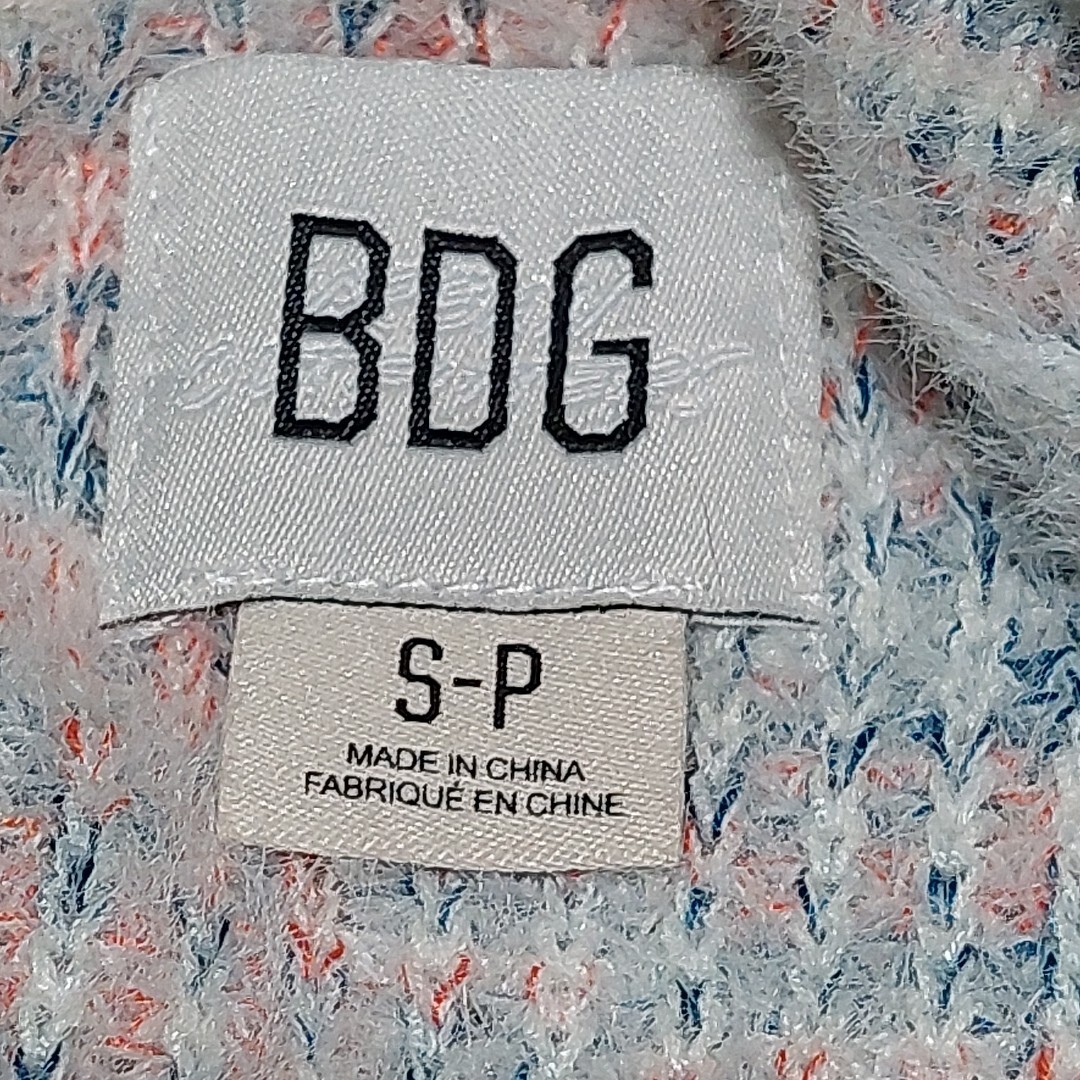 BDG
S-P
MADE IN CHINA
FABRIQUÉ EN CHINE